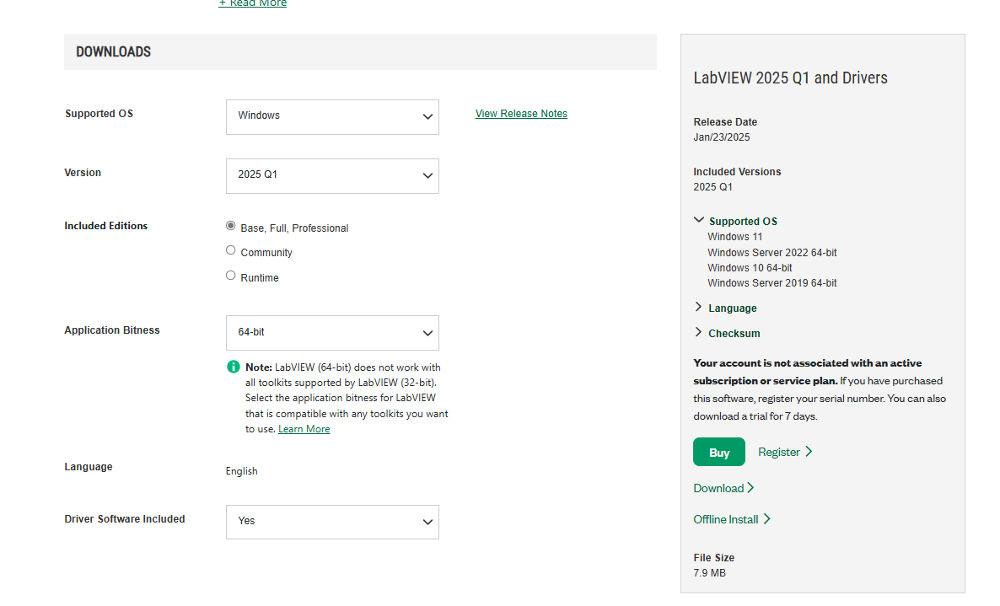 + Read More
DOWNLOADS
Supported OS
Windows
View Release Notes
Version
2025 Q1
Included Editions
Base, Full, Professional
Community
Runtime
Application Bitness
64-bit
Note: LabVIEW (64-bit) does not work with
all toolkits supported by LabVIEW (32-bit).
Select the application bitness for LabVIEW
that is compatible with any toolkits you want
to use. Learn More
Language
English
Driver Software Included
Yes
LabVIEW 2025 Q1 and Drivers
Release Date
Jan/23/2025
Included Versions
2025 Q1
Supported OS
Windows 11
Windows Server 2022 64-bit
Windows 10 64-bit
Windows Server 2019 64-bit
Language
Checksum
Your account is not associated with an active
subscription or service plan. If you have purchased
this software, register your serial number. You can also
download a trial for 7 days.
Buy
Register
Download
Offline Install
File Size
7.9 MB